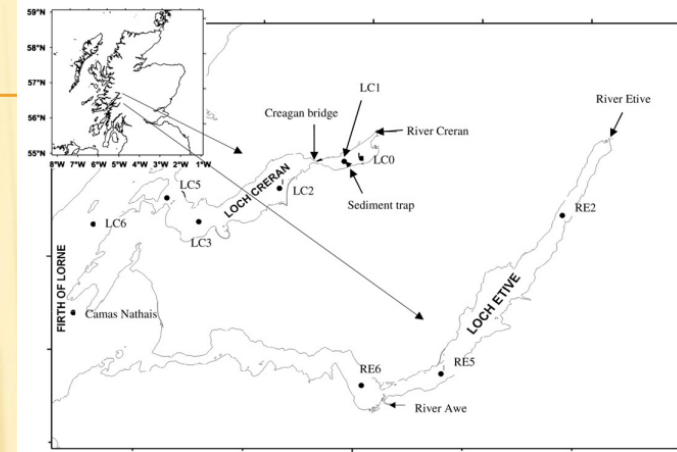 59°N
58°N
57°N
56°N
55°N
8°W 7°W 6°W 5°W 4°W 3°W 2°W 1°W
LC1
River Etive
Creagan bridge
River Creran
LC0
LOCH CRERAN
LC2
Sediment trap
LC5
LC3
LC6
RE2
FIRTH OF LORNE
LOCH ETIVE
Camas Nathais
RE6
RE5
River Awe